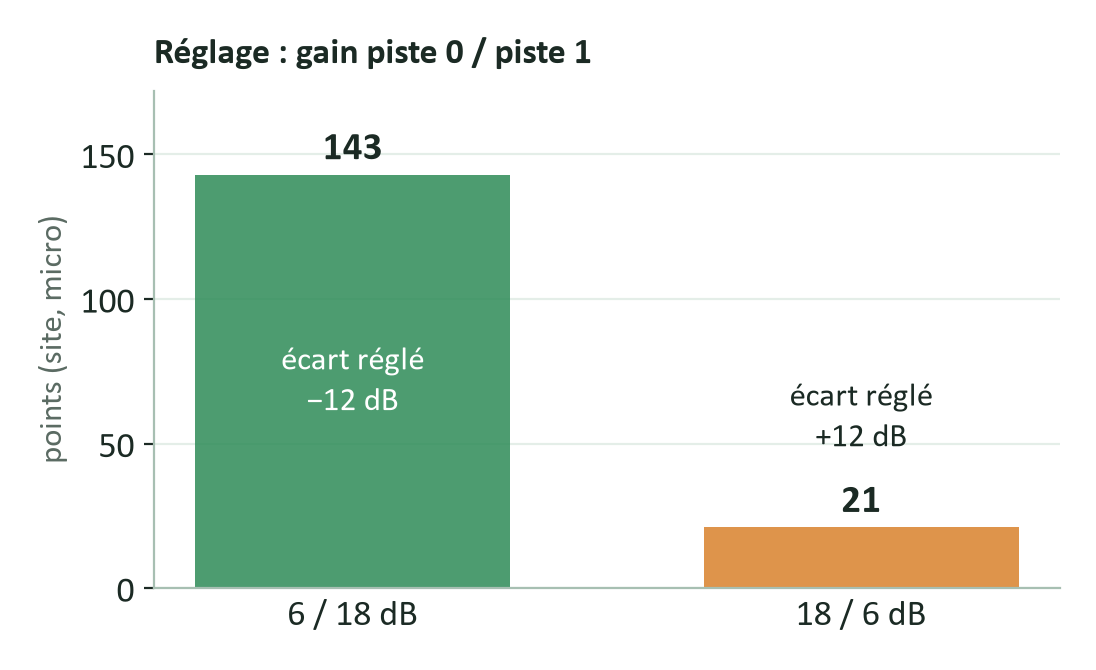 Réglage : gain piste 0 / piste 1
points (site, micro)
150
100
50
0
143
écart réglé
−12 dB
écart réglé
+12 dB
21
6 / 18 dB
18 / 6 dB